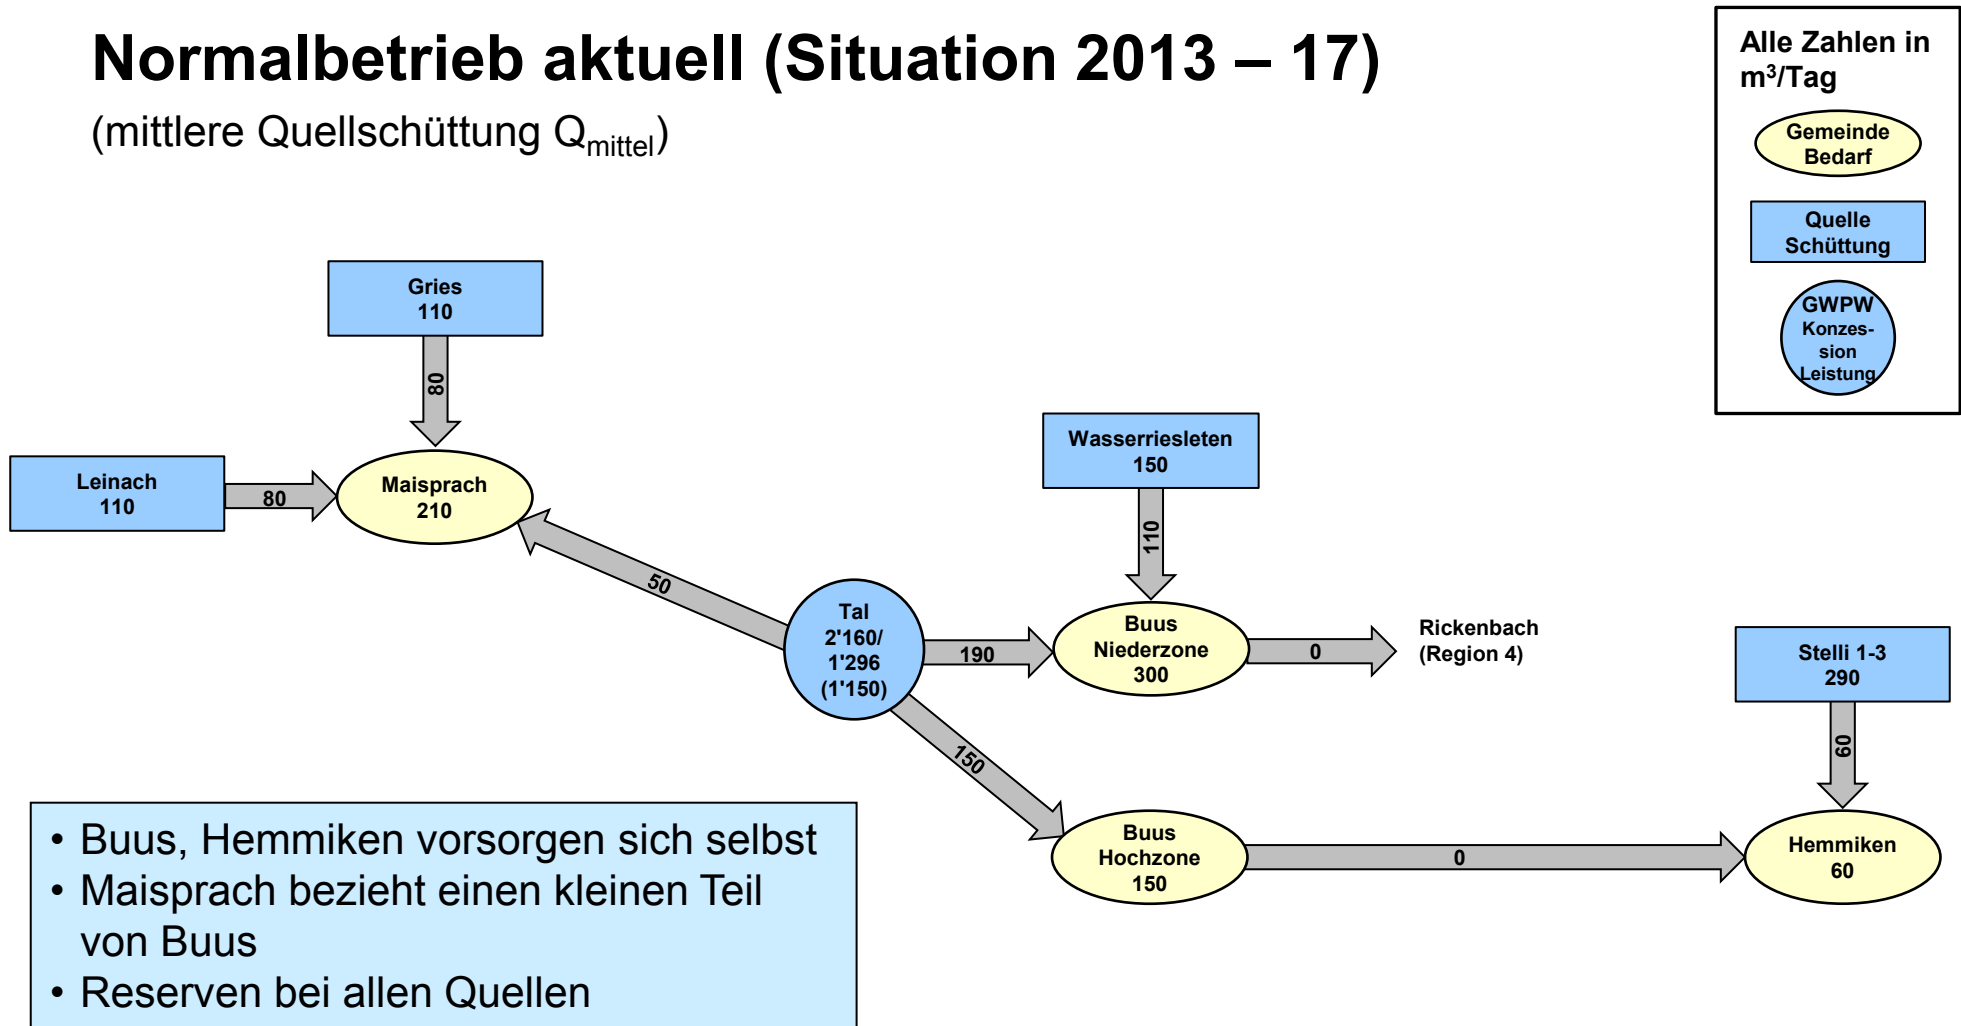 Normalbetrieb aktuell (Situation 2013 – 17)
(mittlere Quellschüttung Qmittel)
Alle Zahlen in
m³/Tag
Gemeinde
Bedarf
Quelle
Schüttung
GWPW
Konzes-
sion
Leistung
Gries
110
80
Leinach
110
80
Maisprach
210
50
Wasserriesleten
150
110
Tal
2'160/
1'296
(1'150)
190
Buus
Niederzone
300
0
Rickenbach
(Region 4)
Stelli 1-3
290
60
150
Buus
Hochzone
150
0
Hemmiken
60
• Buus, Hemmiken vorsorgen sich selbst
• Maisprach bezieht einen kleinen Teil
von Buus
• Reserven bei allen Quellen